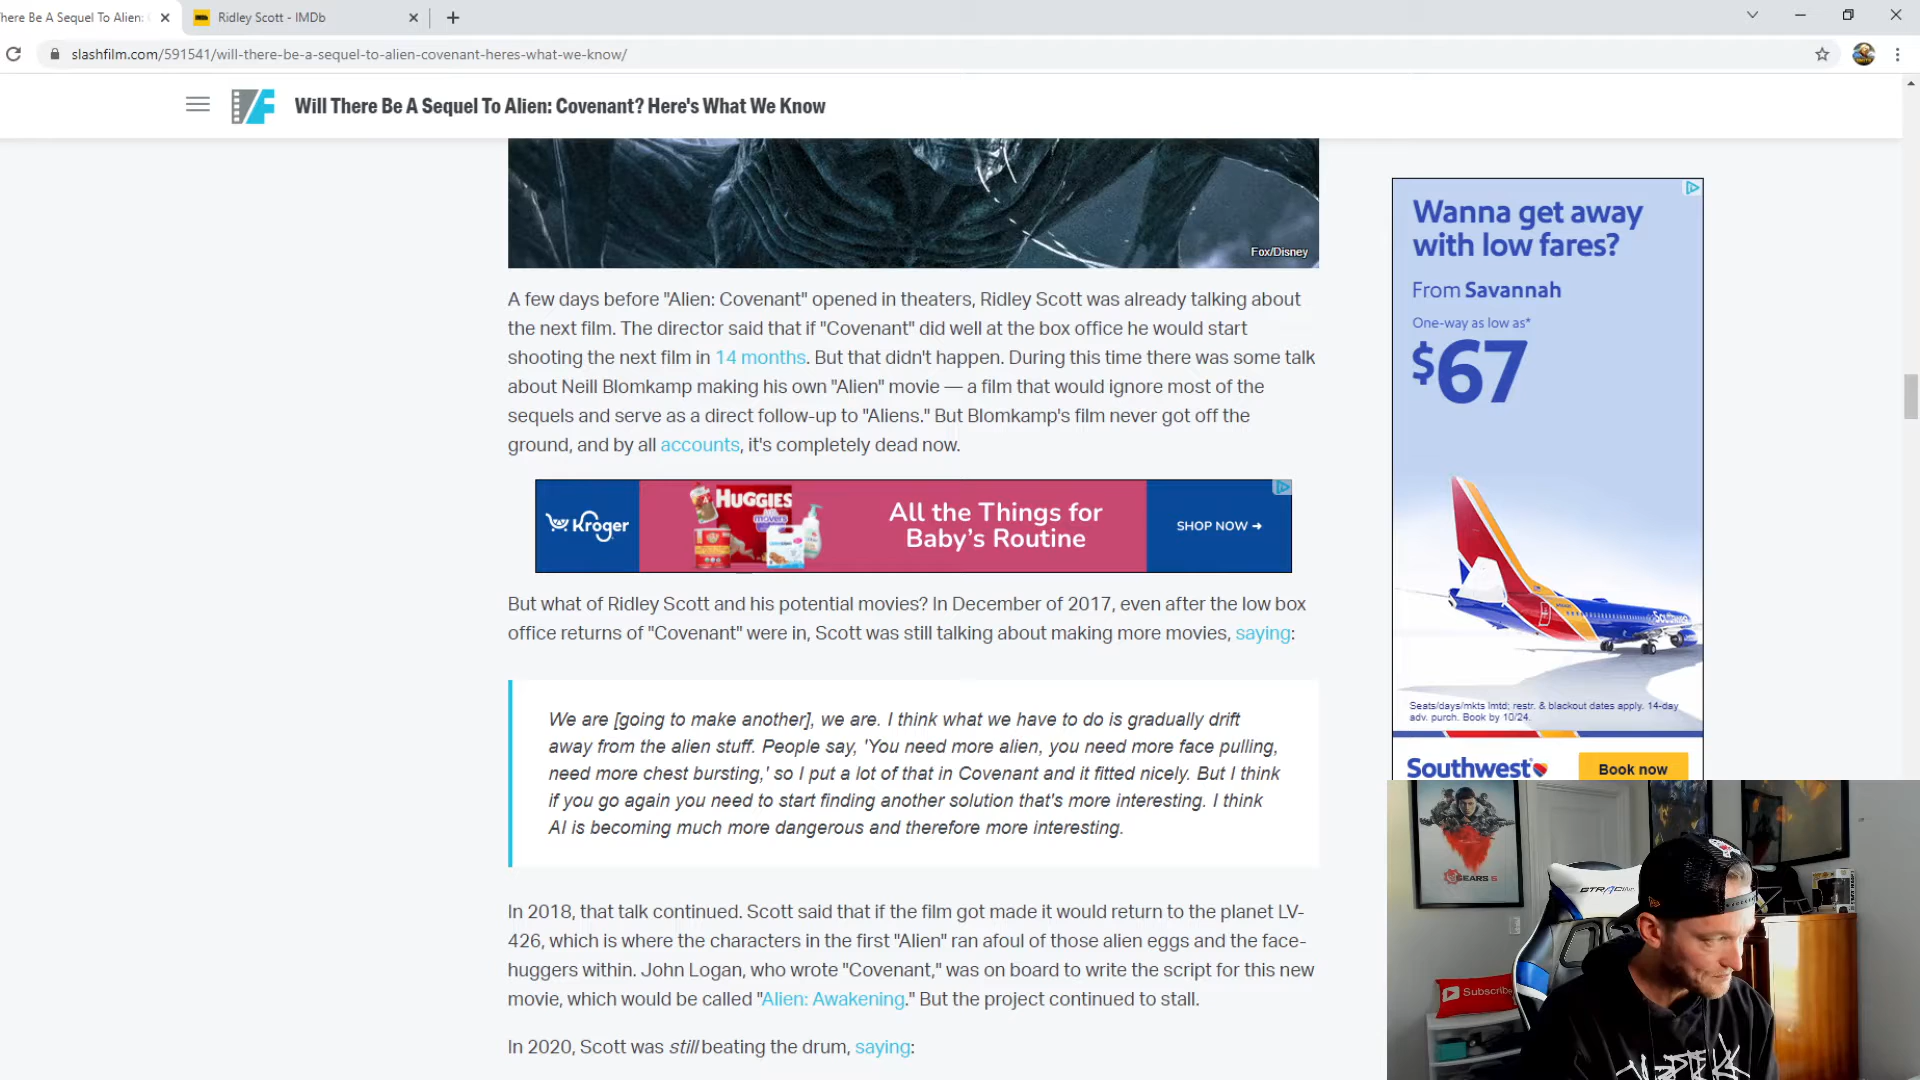 here Be A Sequel To Alien:
Ridley Scott - IMDb
slashfilm.com/591541/will-there-be-a-sequel-to-alien-covenant-heres-what-we-know/
Will There Be A Sequel To Alien: Covenant? Here's What We Know
Fox/Disney
A few days before "Alien: Covenant" opened in theaters, Ridley Scott was already talking about
the next film. The director said that if "Covenant" did well at the box office he would start
shooting the next film in 14 months. But that didn't happen. During this time there was some talk
about Neill Blomkamp making his own "Alien" movie — a film that would ignore most of the
sequels and serve as a direct follow-up to "Aliens." But Blomkamp's film never got off the
ground, and by all accounts, it's completely dead now.
Kroger
HUGGIES
movers
All the Things for
Baby's Routine
SHOP NOW →
But what of Ridley Scott and his potential movies? In December of 2017, even after the low box
office returns of "Covenant" were in, Scott was still talking about making more movies, saying:
We are [going to make another], we are. I think what we have to do is gradually drift
away from the alien stuff. People say, 'You need more alien, you need more face pulling,
need more chest bursting,' so I put a lot of that in Covenant and it fitted nicely. But I think
if you go again you need to start finding another solution that's more interesting. I think
AI is becoming much more dangerous and therefore more interesting.
In 2018, that talk continued. Scott said that if the film got made it would return to the planet LV-
426, which is where the characters in the first "Alien" ran afoul of those alien eggs and the face-
huggers within. John Logan, who wrote "Covenant," was on board to write the script for this new
movie, which would be called "Alien: Awakening." But the project continued to stall.
In 2020, Scott was still beating the drum, saying:
Wanna get away
with low fares?
From Savannah
One-way as low as*
$67
Southwest
Seats/days/mkts lmtd; restr. & blackout dates apply. 14-day
adv. purch. Book by 10/24.
Southwest
Book now
GEARS 5
GTRACING
Subscribe